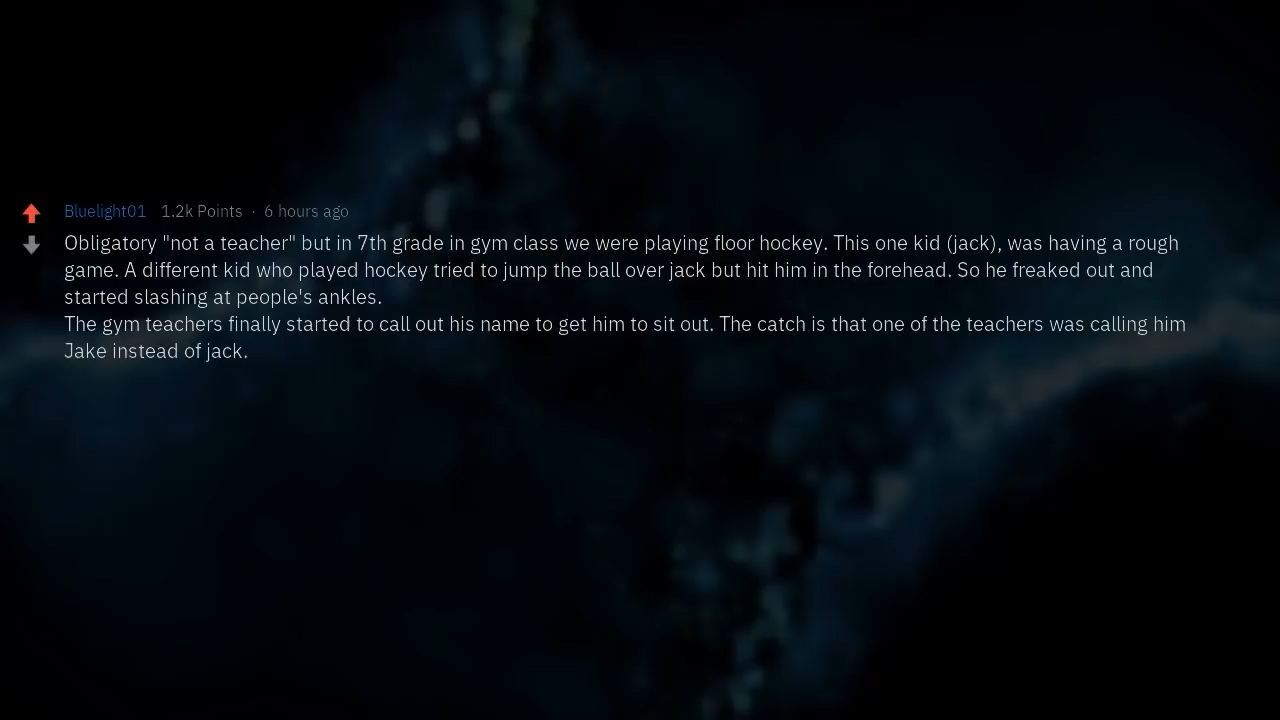 Bluelight01 1.2k Points · 6 hours ago
Obligatory "not a teacher" but in 7th grade in gym class we were playing floor hockey. This one kid (jack), was having a rough
game. A different kid who played hockey tried to jump the ball over jack but hit him in the forehead. So he freaked out and
started slashing at people's ankles.
The gym teachers finally started to call out his name to get him to sit out. The catch is that one of the teachers was calling him
Jake instead of jack.